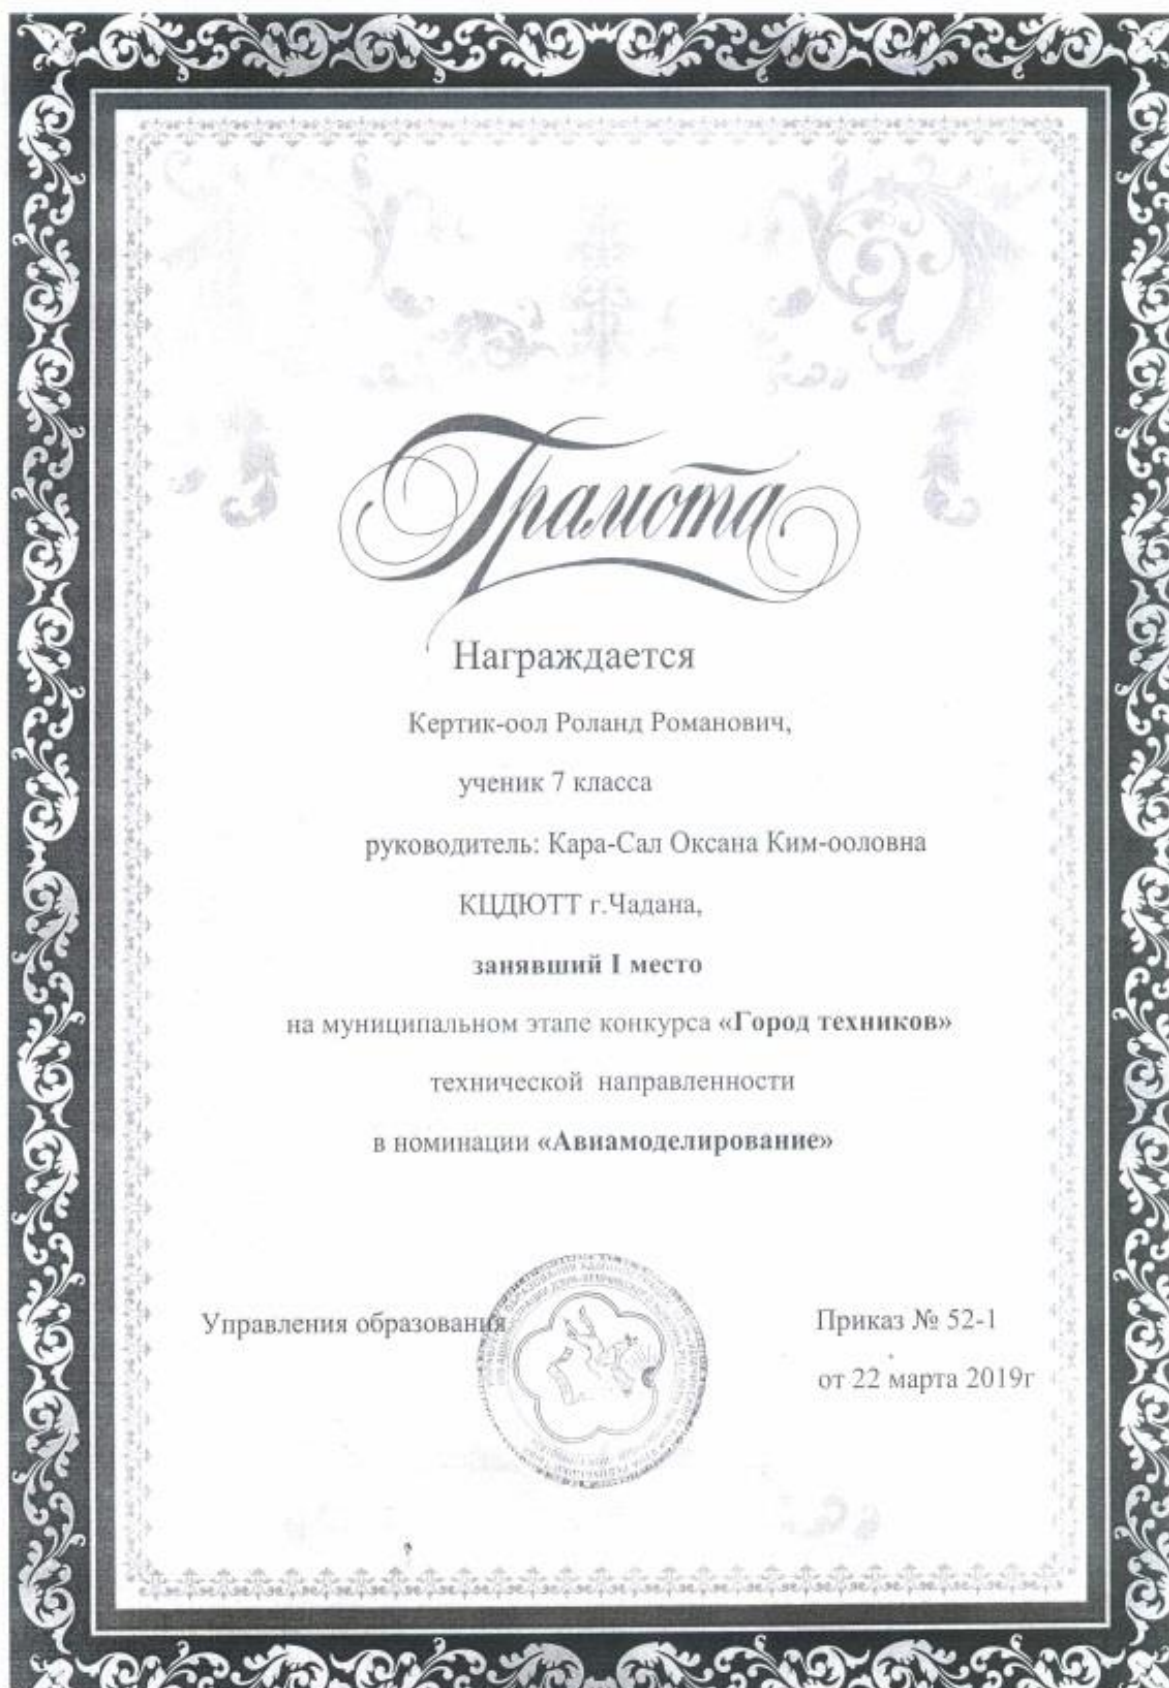 Грамота
Награждается
Кертик-оол Роланд Романович,
ученик 7 класса
руководитель: Кара-Сал Оксана Ким-ооловна
КЦДЮТТ г.Чадана,
занявший I место
на муниципальном этапе конкурса «Город техников»
технической направленности
в номинации «Авиамоделирование»
Управления образования
Приказ № 52-1
от 22 марта 2019г